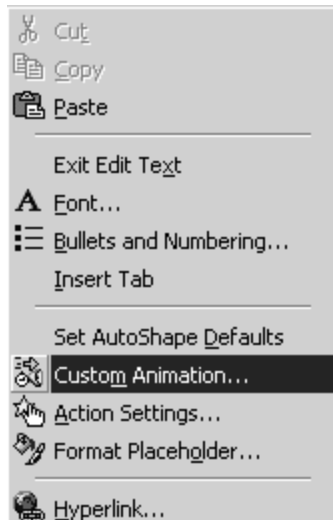 Cut
Copy
Paste
Exit Edit Text
Font...
Bullets and Numbering...
Insert Tab
Set AutoShape Defaults
Custom Animation...
Action Settings...
Format Placeholder...
Hyperlink...